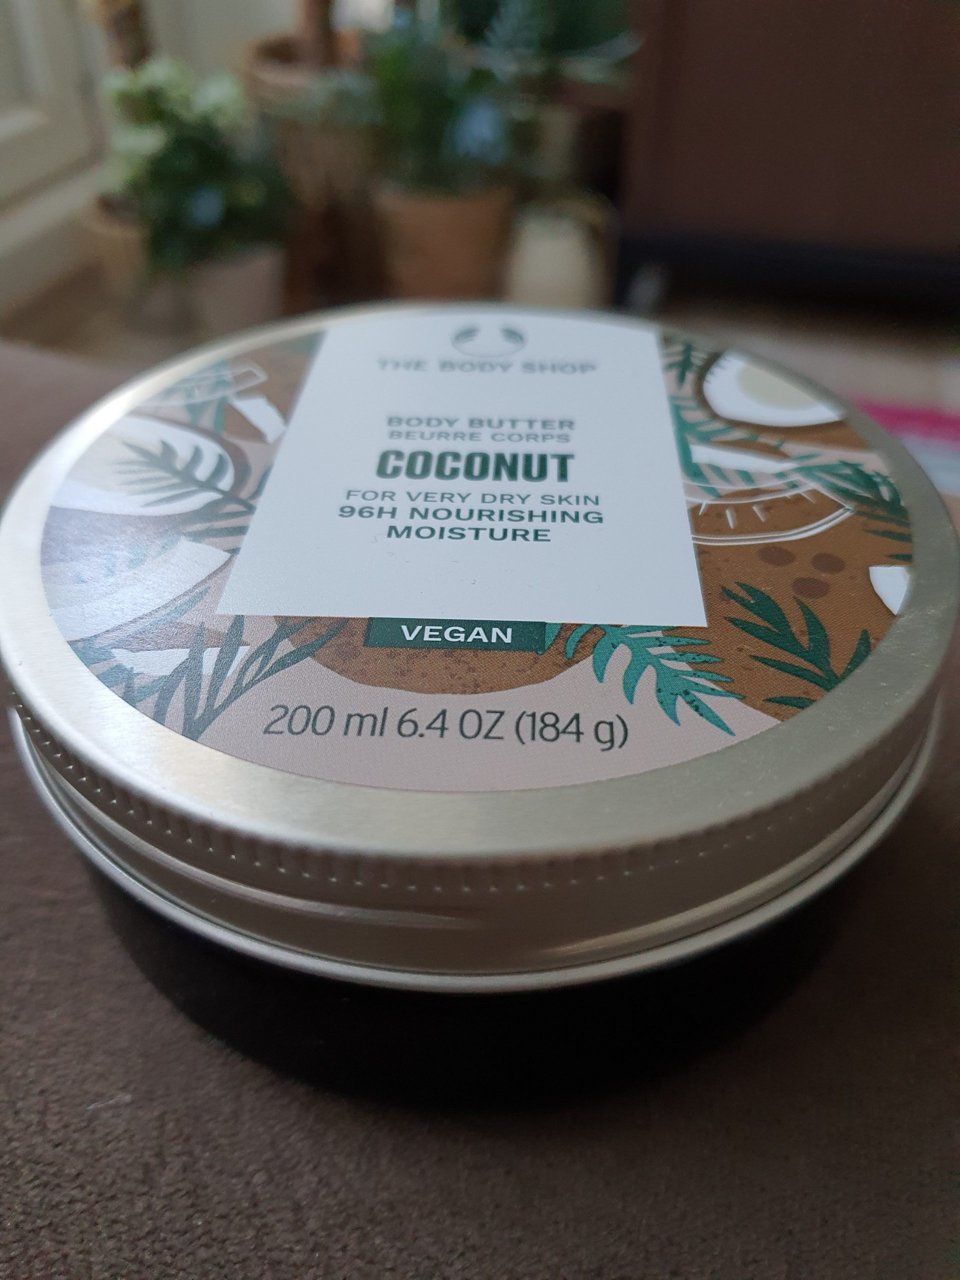 THE BODY SHOP
BODY BUTTER
BEURRE CORPS
COCONUT
FOR VERY DRY SKIN
96H NOURISHING
MOISTURE
VEGAN
200 ml 6.4 OZ (184 g)